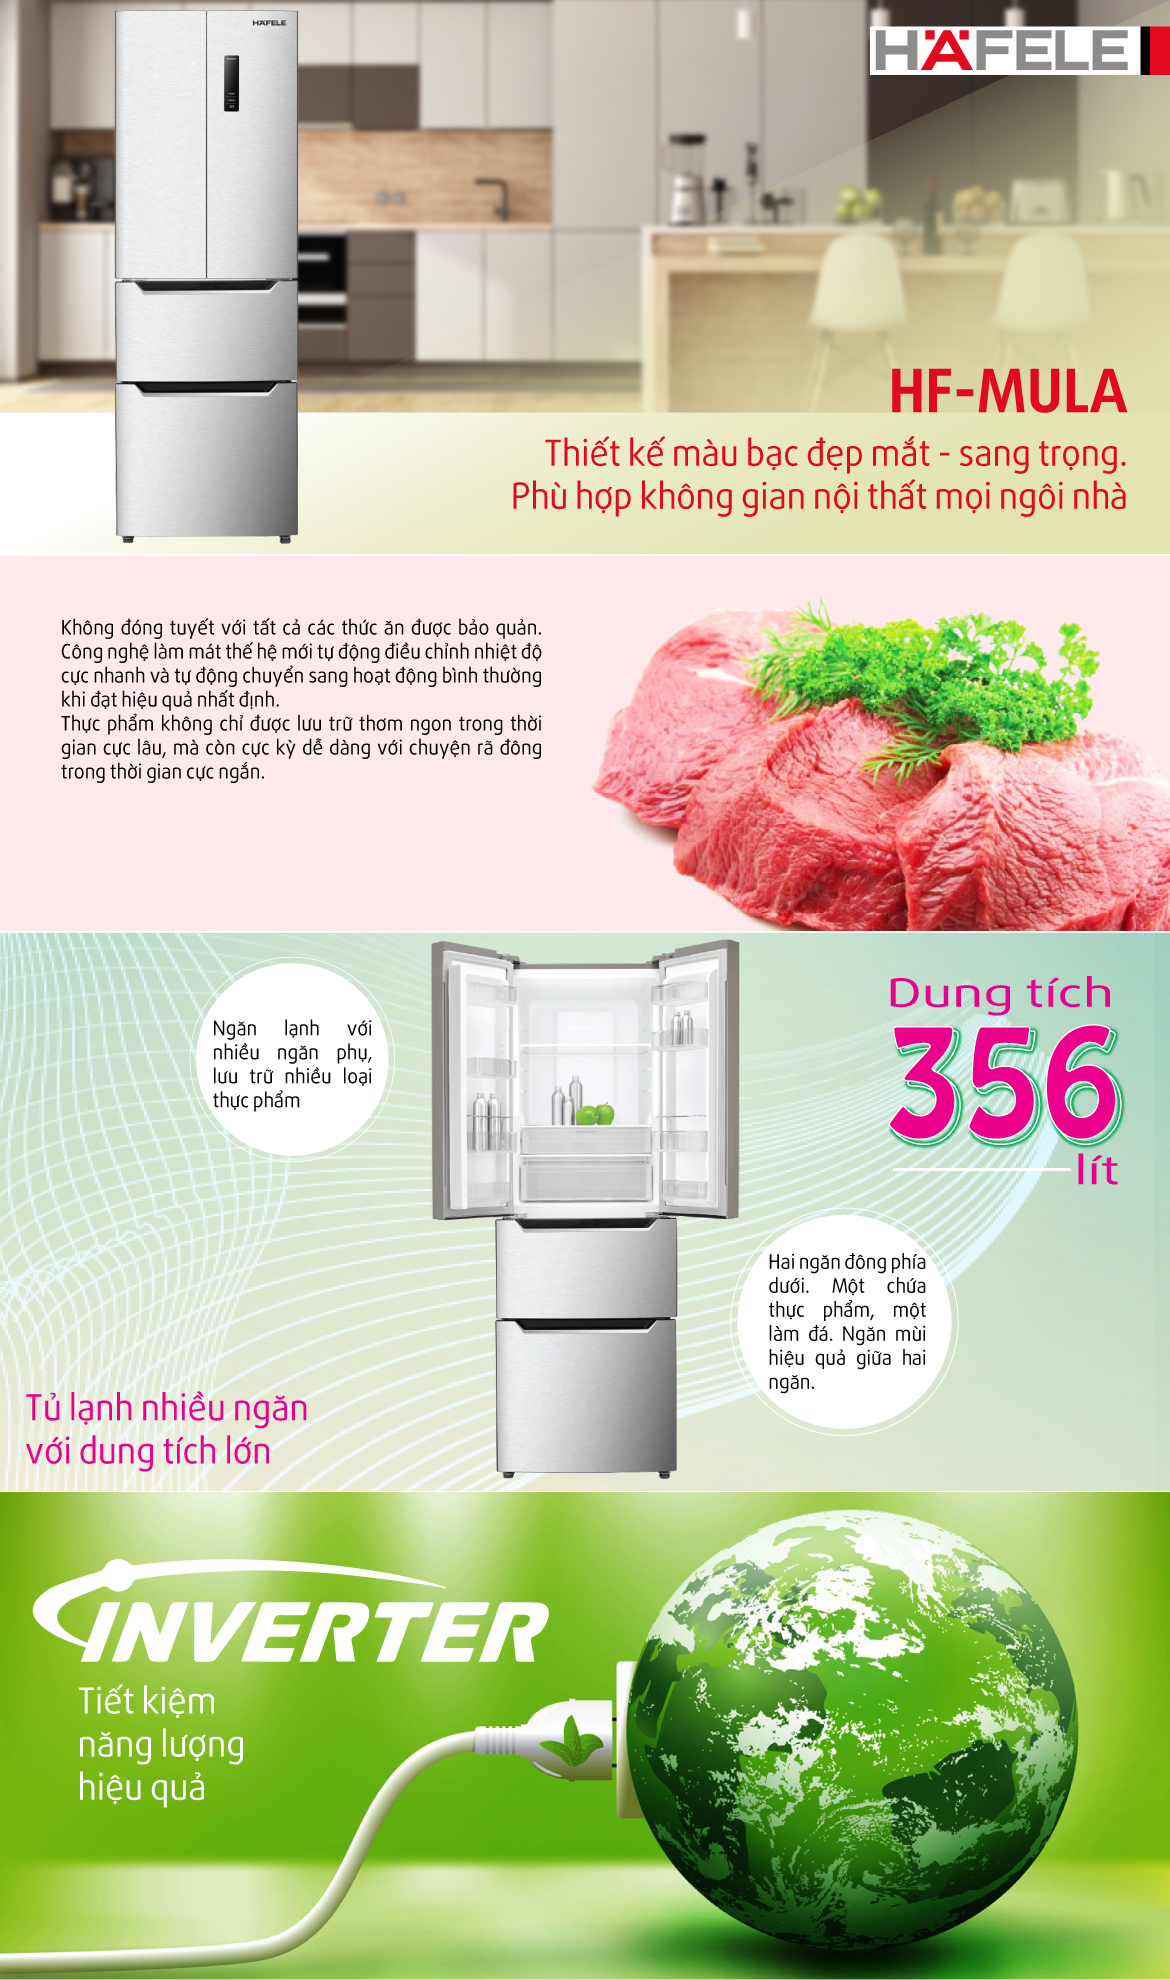 HÄFELE
HÄFELE
HF-MULA
Thiết kế màu bạc đẹp mắt - sang trọng.
Phù hợp không gian nội thất mọi ngôi nhà
Không đóng tuyết với tất cả các thức ăn được bảo quản.
Công nghệ làm mát thế hệ mới tự động điều chỉnh nhiệt độ
cực nhanh và tự động chuyển sang hoạt động bình thường
khi đạt hiệu quả nhất định.
Thực phẩm không chỉ được lưu trữ thơm ngon trong thời
gian cực lâu, mà còn cực kỳ dễ dàng với chuyện rã đông
trong thời gian cực ngắn.
Ngăn lạnh với
nhiều ngăn phụ,
lưu trữ nhiều loại
thực phẩm
Dung tích
356
lít
Hai ngăn đông phía
dưới. Một chứa
thực phẩm, một
làm đá. Ngăn mùi
hiệu quả giữa hai
ngăn.
Tủ lạnh nhiều ngăn
với dung tích lớn
INVERTER
Tiết kiệm
năng lượng
hiệu quả